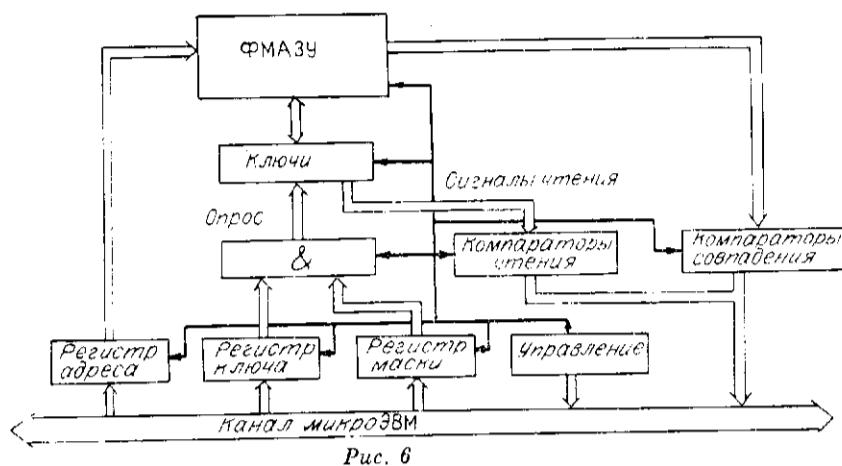 ФМАЗУ
Ключи
Сигналы чтения
Опрос
&
Компараторы
чтения
Компараторы
совпадения
Регистр
адреса
Регистр
ключа
Регистр
маски
Управление
Канал микроЭВМ
Рис. 6